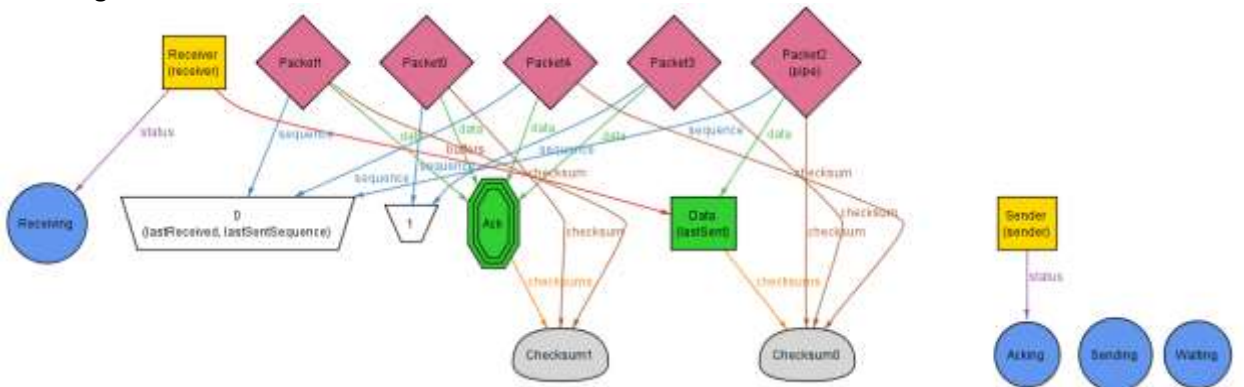 Receiver
(receiver)
Packet1
Packet0
Packet4
Packet3
Packet2
(pipe)
status
sequence
data
data
buffers
data
data
sequence
data
sequence
sequence
sequence
checksum
checksum
Receiving
0
(lastReceived, lastSentSequence)
1
Ack
checksum
Data
(lastSent)
checksum
checksum
Sender
(sender)
checksums
checksums
status
Checksum1
Checksum0
Acking
Sending
Waiting